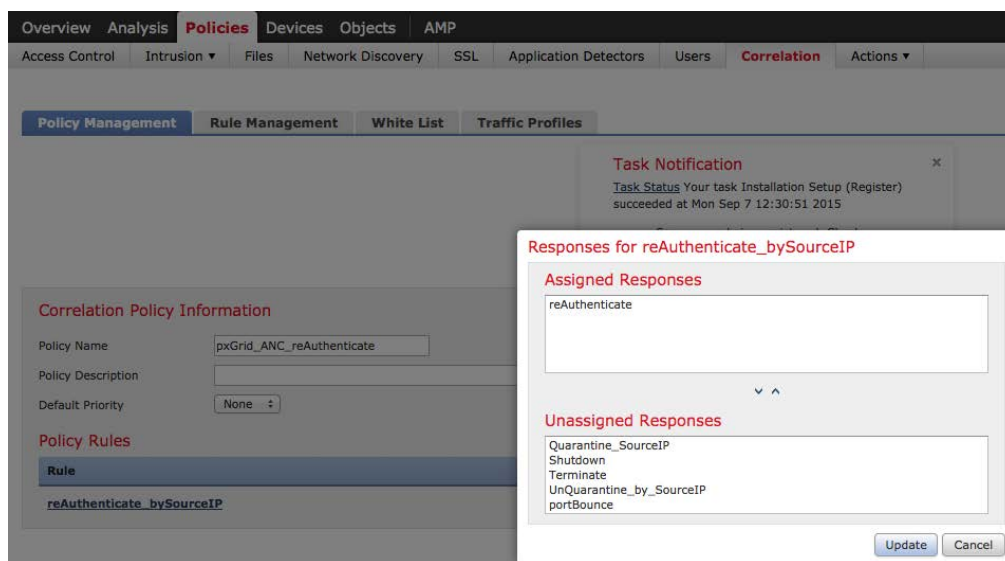 Overview Analysis Policies Devices Objects AMP
Access Control Intrusion ▼ Files Network Discovery SSL Application Detectors Users Correlation Actions ▼
Policy Management Rule Management White List Traffic Profiles
Task Notification ×
Task Status Your task Installation Setup (Register)
succeeded at Mon Sep 7 12:30:51 2015
Responses for reAuthenticate_bySourceIP
Assigned Responses
reAuthenticate
Unassigned Responses
Quarantine_SourceIP
Shutdown
Terminate
UnQuarantine_by_SourceIP
portBounce
Update Cancel
Correlation Policy Information
Policy Name pxGrid_ANC_reAuthenticate
Policy Description
Default Priority None
Policy Rules
Rule
reAuthenticate_bySourceIP